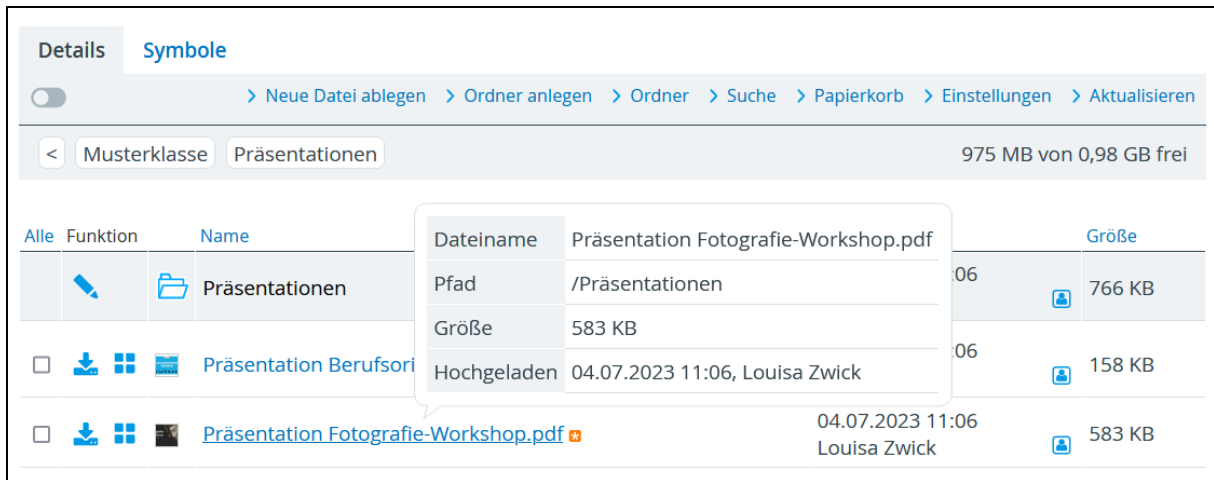 Details Symbole
> Neue Datei ablegen > Ordner anlegen > Ordner > Suche > Papierkorb > Einstellungen > Aktualisieren
< Musterklasse Präsentationen 975 MB von 0,98 GB frei
Alle Funktion Name Größe
Präsentationen :06 766 KB
Präsentation Berufsori :06 158 KB
Dateiname Präsentation Fotografie-Workshop.pdf
Pfad /Präsentationen
Größe 583 KB
Hochgeladen 04.07.2023 11:06, Louisa Zwick
Präsentation Fotografie-Workshop.pdf 04.07.2023 11:06 583 KB
Louisa Zwick